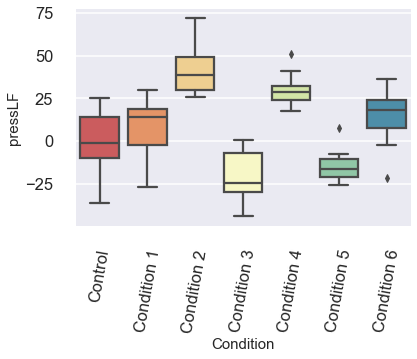 75
50
25
0
−25
pressLF
Control
Condition 1
Condition 2
Condition 3
Condition 4
Condition 5
Condition 6
Condition